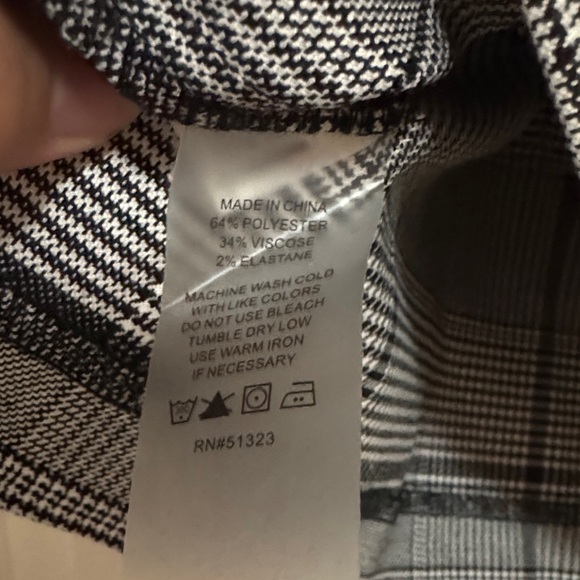 MADE IN CHINA
64% POLYESTER
34% VISCOSE
2% ELASTANE
MACHINE WASH COLD
WITH LIKE COLORS
DO NOT USE BLEACH
TUMBLE DRY LOW
USE WARM IRON
IF NECESSARY
RN#51323